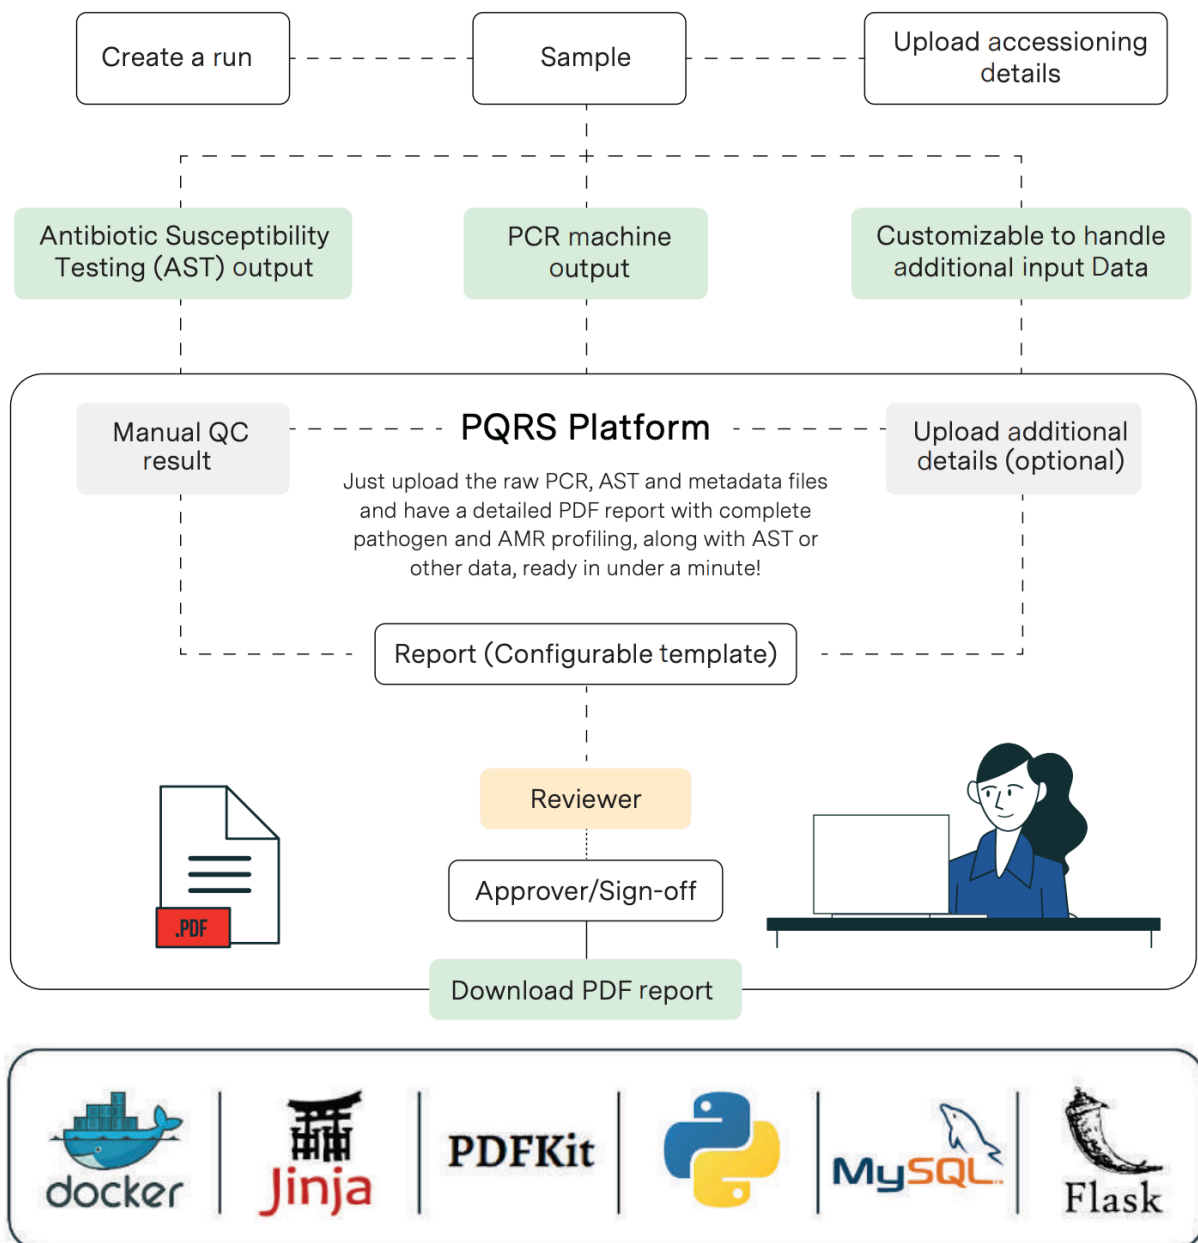 Create a run
Sample
Upload accessioning
details
Antibiotic Susceptibility
Testing (AST) output
PCR machine
output
Customizable to handle
additional input Data
Manual QC
result
PQRS Platform
Upload additional
details (optional)
Just upload the raw PCR, AST and metadata files
and have a detailed PDF report with complete
pathogen and AMR profiling, along with AST or
other data, ready in under a minute!
Report (Configurable template)
Reviewer
.PDF
Approver/Sign-off
Download PDF report
docker
Jinja
PDFKit
MySQL
Flask